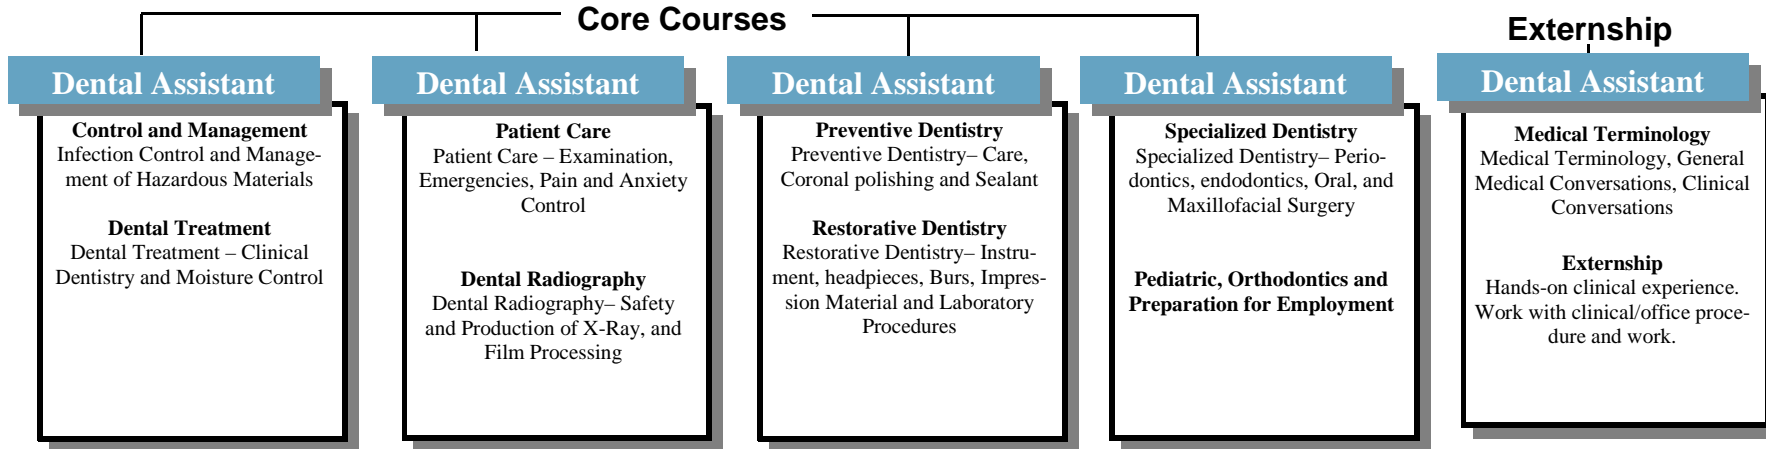 Core Courses
Externship
Dental Assistant
Control and Management
Infection Control and Manage-
ment of Hazardous Materials
Dental Treatment
Dental Treatment – Clinical
Dentistry and Moisture Control
Dental Assistant
Patient Care
Patient Care – Examination,
Emergencies, Pain and Anxiety
Control
Dental Radiography
Dental Radiography– Safety
and Production of X-Ray, and
Film Processing
Dental Assistant
Preventive Dentistry
Preventive Dentistry– Care,
Coronal polishing and Sealant
Restorative Dentistry
Restorative Dentistry– Instru-
ment, headpieces, Burs, Impres-
sion Material and Laboratory
Procedures
Dental Assistant
Specialized Dentistry
Specialized Dentistry– Perio-
dontics, endodontics, Oral, and
Maxillofacial Surgery
Pediatric, Orthodontics and
Preparation for Employment
Dental Assistant
Medical Terminology
Medical Terminology, General
Medical Conversations, Clinical
Conversations
Externship
Hands-on clinical experience.
Work with clinical/office proce-
dure and work.